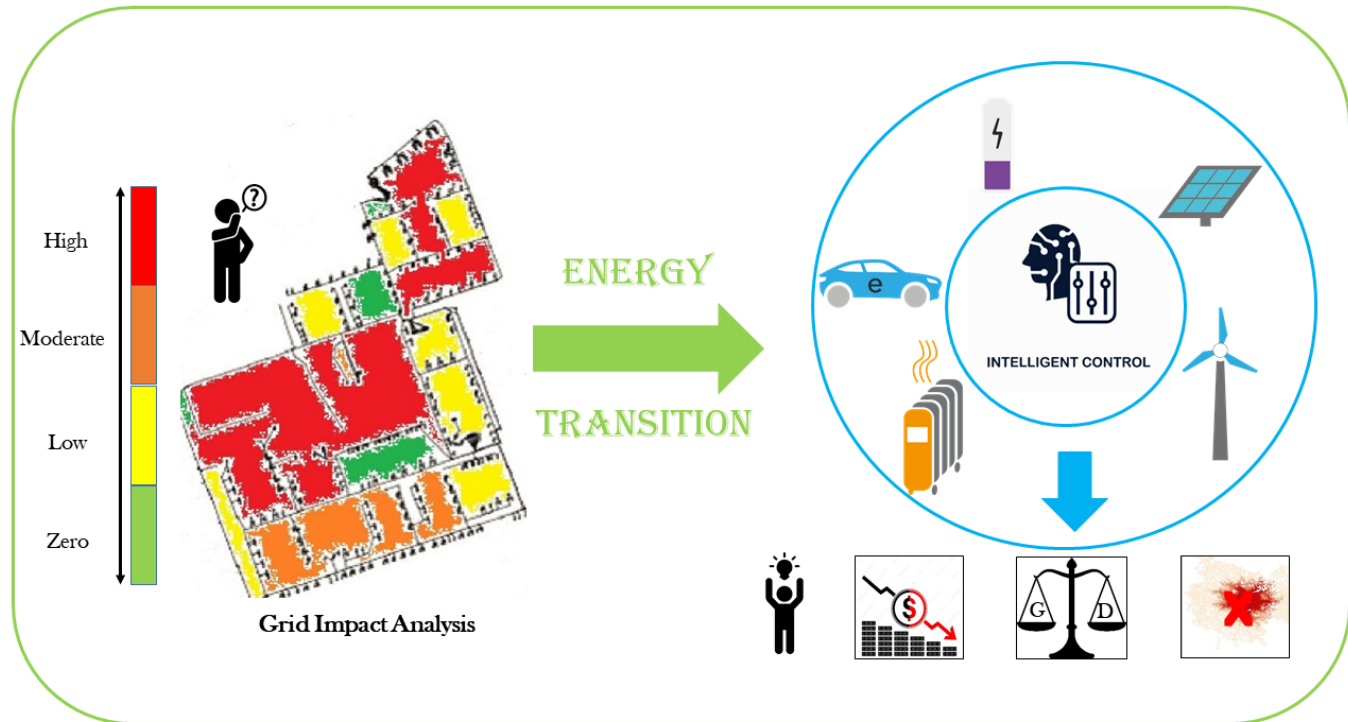 High
Moderate
Low
Zero
?
Grid Impact Analysis
ENERGY
TRANSITION
e
INTELLIGENT CONTROL
$
G
D